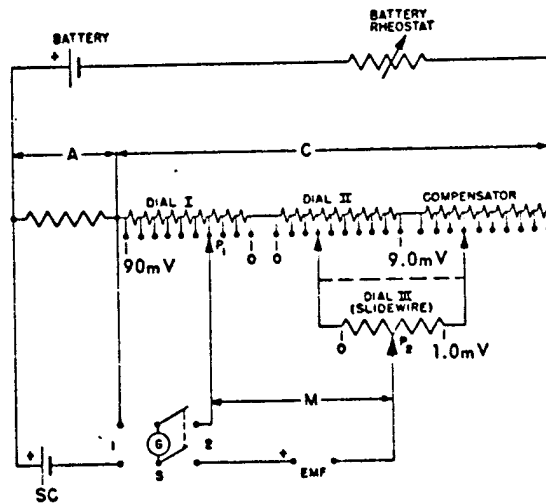 BATTERY
+
BATTERY
RHEOSTAT
A
C
DIAL I
DIAL II
COMPENSATOR
90mV
P1
0
0
9.0mV
DIAL III
(SLIDEWIRE)
0
P2
1.0mV
M
1
G
2
S
+
SC
+
EMF